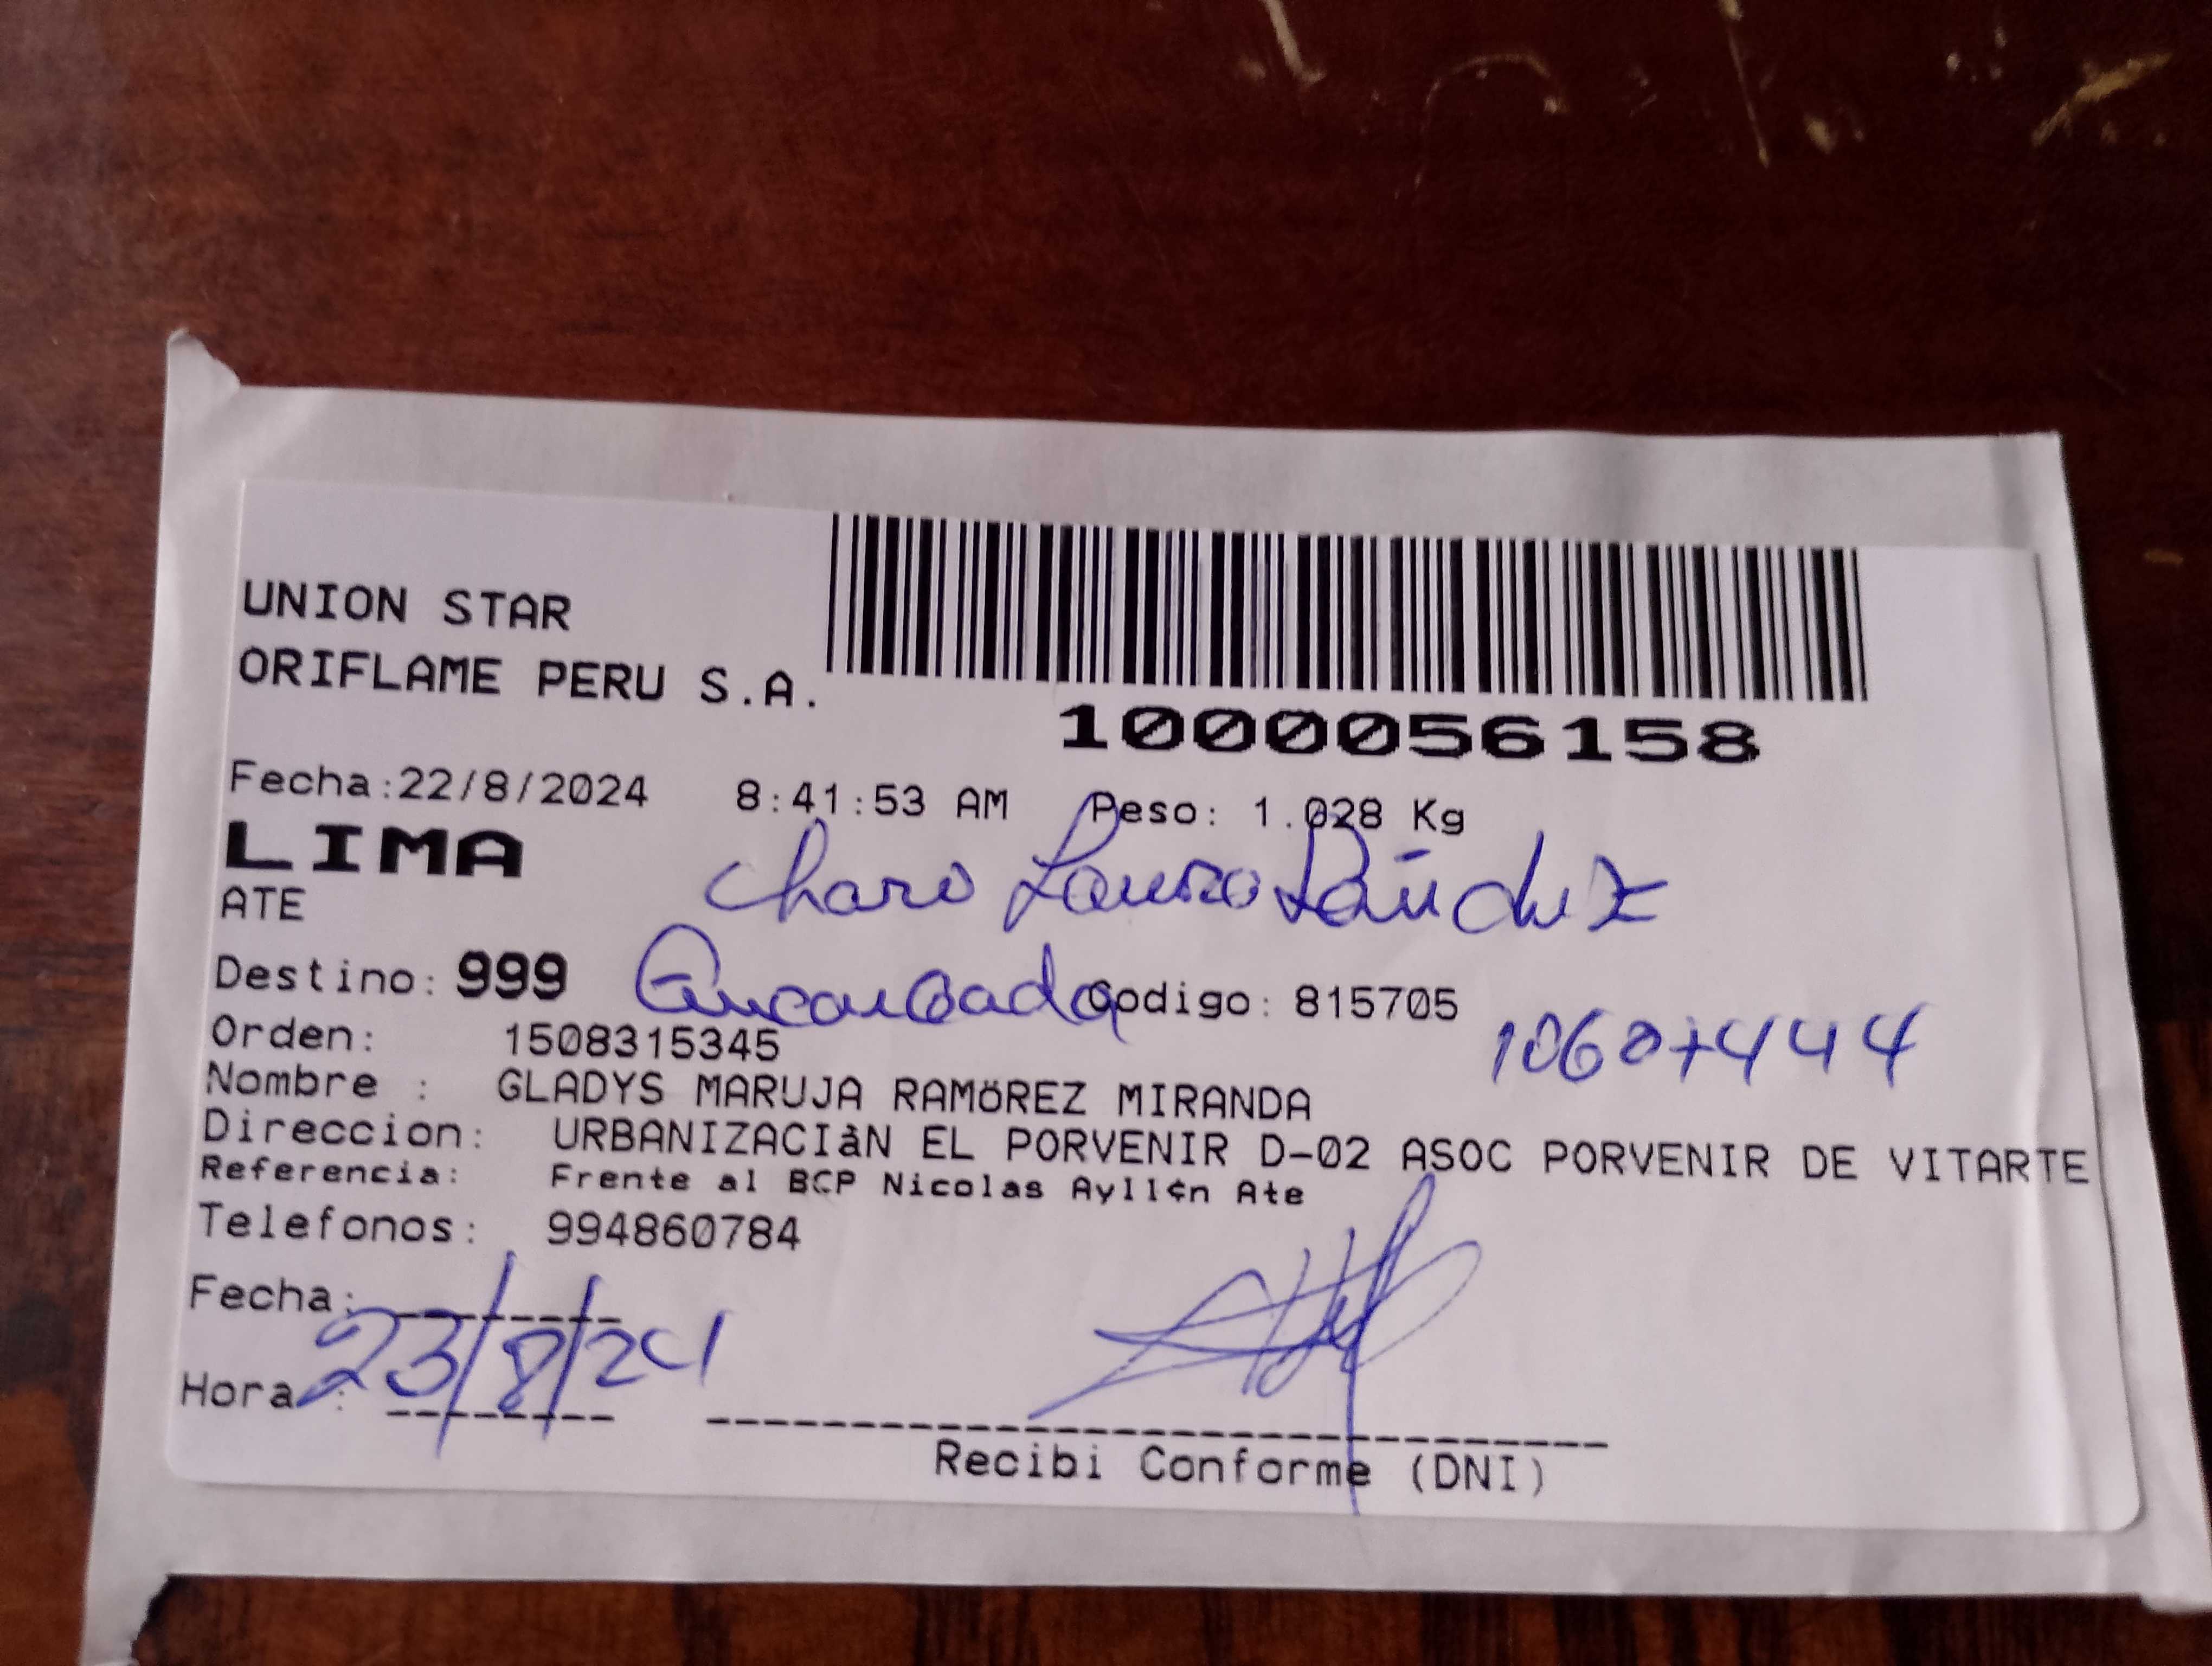 UNION STAR
ORIFLAME PERU S.A.
1000056158
Fecha:22/8/2024 8:41:53 AM Peso: 1.028 Kg
LIMA
Charo
ATE
Destino: 999 Encargada Codigo: 815705
Orden: 1508315345
Nombre : GLADYS MARUJA RAMÖREZ MIRANDA
Direccion: URBANIZACIàN EL PORVENIR D-02 ASOC PORVENIR DE VITARTE
Referencia: Frente al BCP Nicolas Ayll¢n Ate
Telefonos: 994860784
Fecha:
23/8/24
Hora :
Recibi Conforme (DNI)